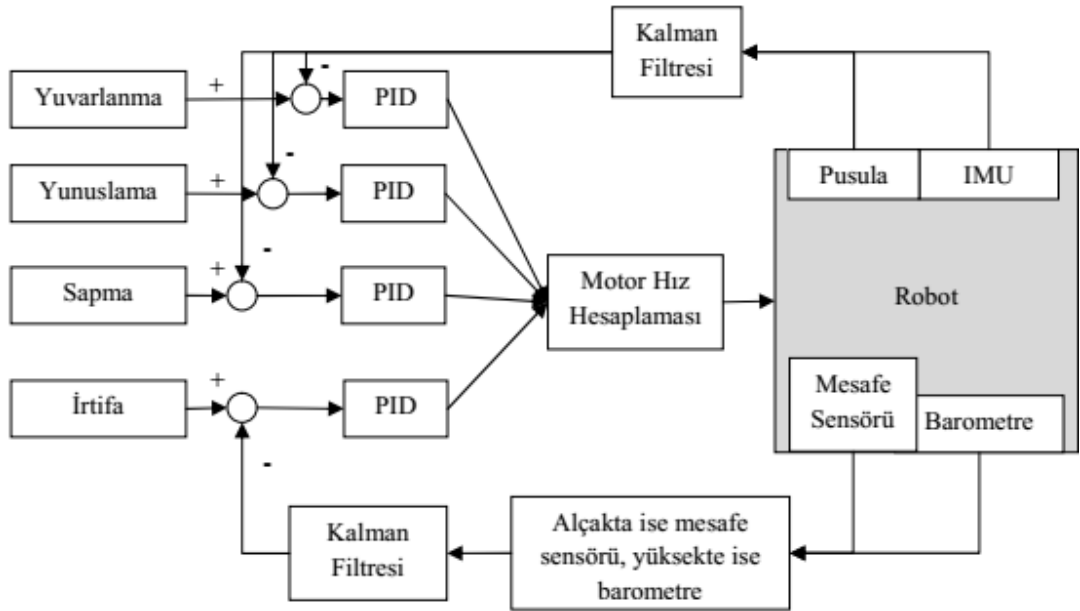 Kalman
Filtresi
-
+
Yuvarlanma
PID
-
+
Yunuslama
PID
Pusula
IMU
-
+
Sapma
PID
Motor Hız
Hesaplaması
Robot
+
İrtifa
PID
Mesafe
Sensörü
Barometre
-
Kalman
Filtresi
Alçakta ise mesafe
sensörü, yüksekte ise
barometre